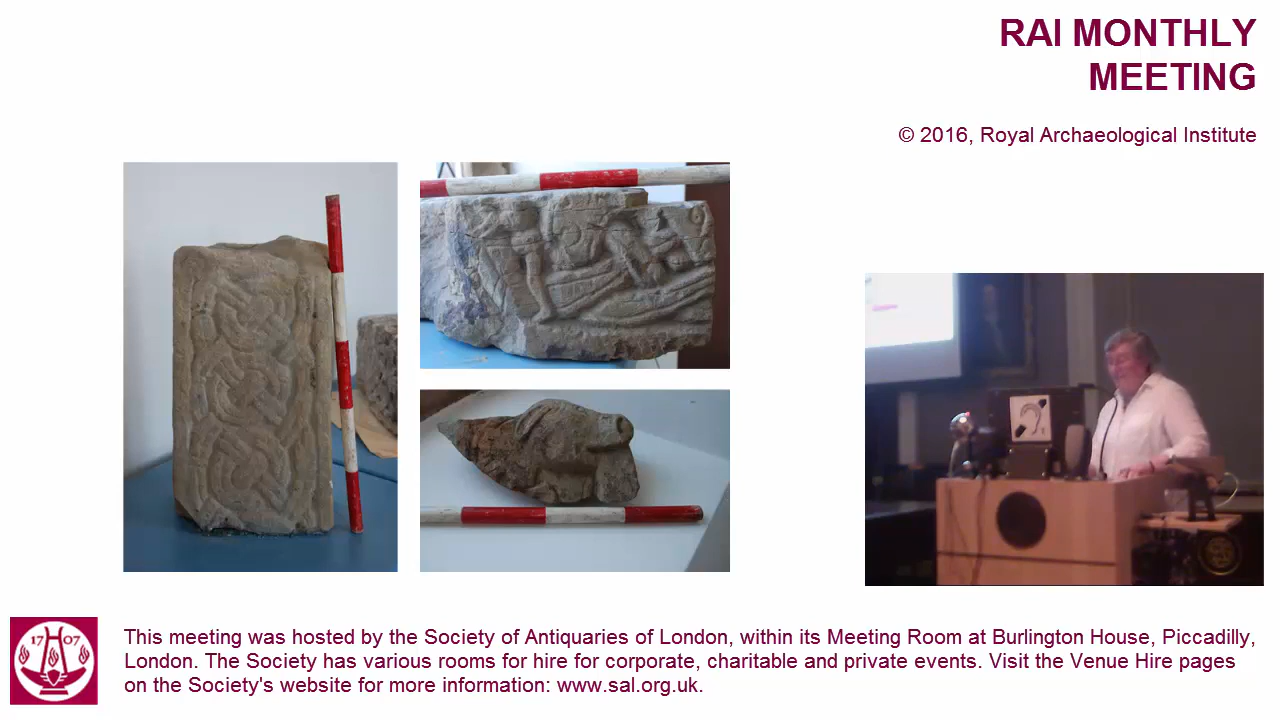 RAI MONTHLY
MEETING
© 2016, Royal Archaeological Institute
17 07
This meeting was hosted by the Society of Antiquaries of London, within its Meeting Room at Burlington House, Piccadilly,
London. The Society has various rooms for hire for corporate, charitable and private events. Visit the Venue Hire pages
on the Society's website for more information: www.sal.org.uk.